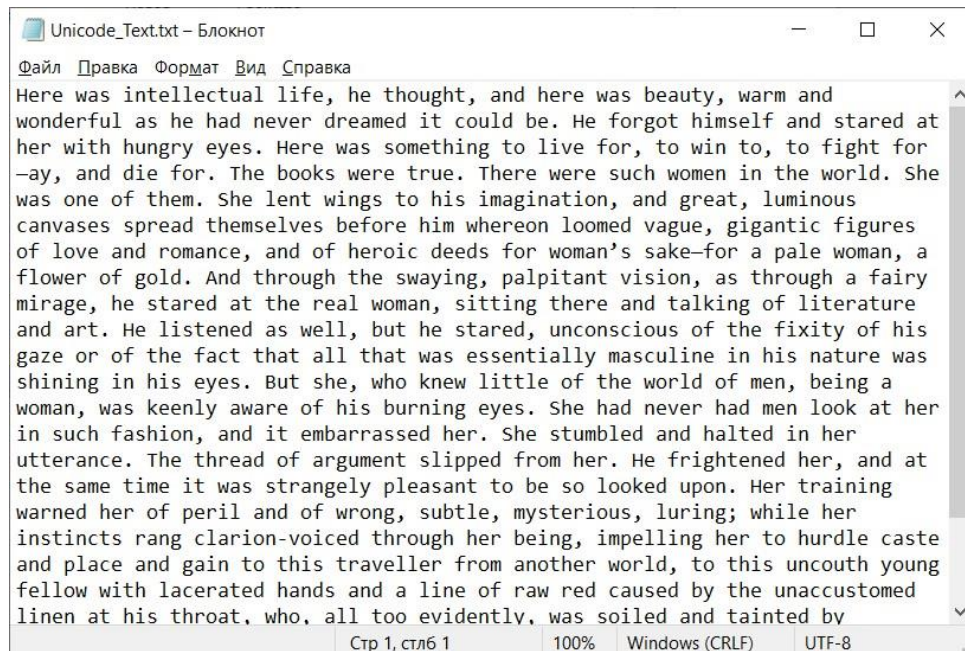 Unicode_Text.txt – Блокнот
Файл Правка Формат Вид Справка
Here was intellectual life, he thought, and here was beauty, warm and
wonderful as he had never dreamed it could be. He forgot himself and stared at
her with hungry eyes. Here was something to live for, to win to, to fight for
—ay, and die for. The books were true. There were such women in the world. She
was one of them. She lent wings to his imagination, and great, luminous
canvases spread themselves before him whereon loomed vague, gigantic figures
of love and romance, and of heroic deeds for woman’s sake—for a pale woman, a
flower of gold. And through the swaying, palpitant vision, as through a fairy
mirage, he stared at the real woman, sitting there and talking of literature
and art. He listened as well, but he stared, unconscious of the fixity of his
gaze or of the fact that all that was essentially masculine in his nature was
shining in his eyes. But she, who knew little of the world of men, being a
woman, was keenly aware of his burning eyes. She had never had men look at her
in such fashion, and it embarrassed her. She stumbled and halted in her
utterance. The thread of argument slipped from her. He frightened her, and at
the same time it was strangely pleasant to be so looked upon. Her training
warned her of peril and of wrong, subtle, mysterious, luring; while her
instincts rang clarion-voiced through her being, impelling her to hurdle caste
and place and gain to this traveller from another world, to this uncouth young
fellow with lacerated hands and a line of raw red caused by the unaccustomed
linen at his throat, who, all too evidently, was soiled and tainted by
Стр 1, стлб 1 100% Windows (CRLF) UTF-8